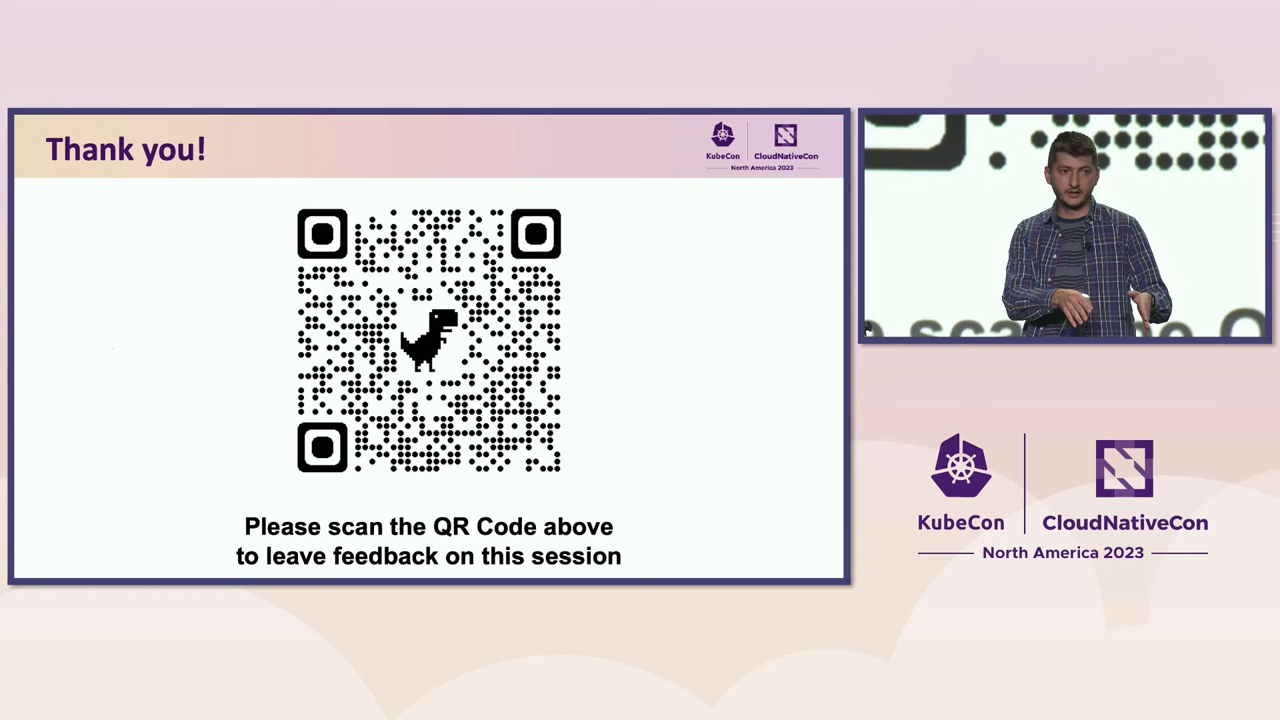 Thank you!
KubeCon
CloudNativeCon
North America 2023
Please scan the QR Code above
to leave feedback on this session
KubeCon
CloudNativeCon
North America 2023